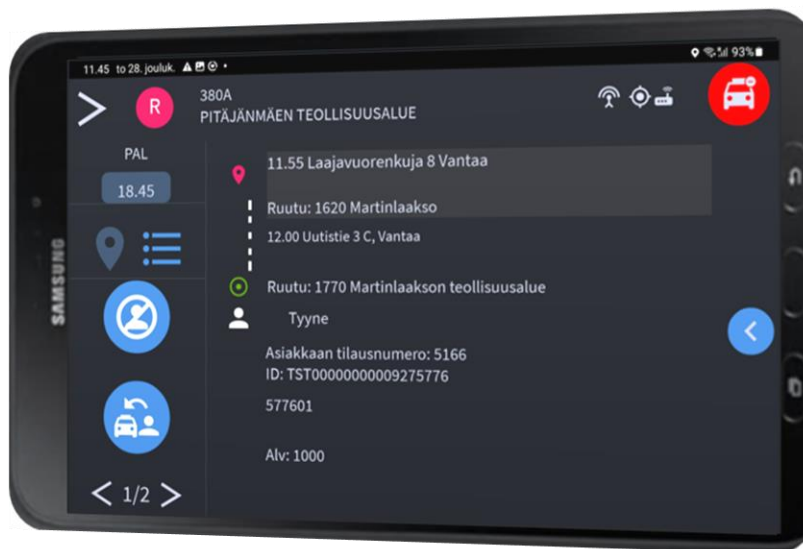 11.45 to 28. jouluk.
93%
R
380A
PITÄJÄNMÄEN TEOLLISUUSALUE
PAL
18.45
11.55 Laajavuorenkuja 8 Vantaa
Ruutu: 1620 Martinlaakso
12.00 Uutistie 3 C, Vantaa
Ruutu: 1770 Martinlaakson teollisuusalue
Tyyne
Asiakkaan tilausnumero: 5166
ID: TST00000000009275776
577601
Alv: 1000
< 1/2 >
SAMSUNG